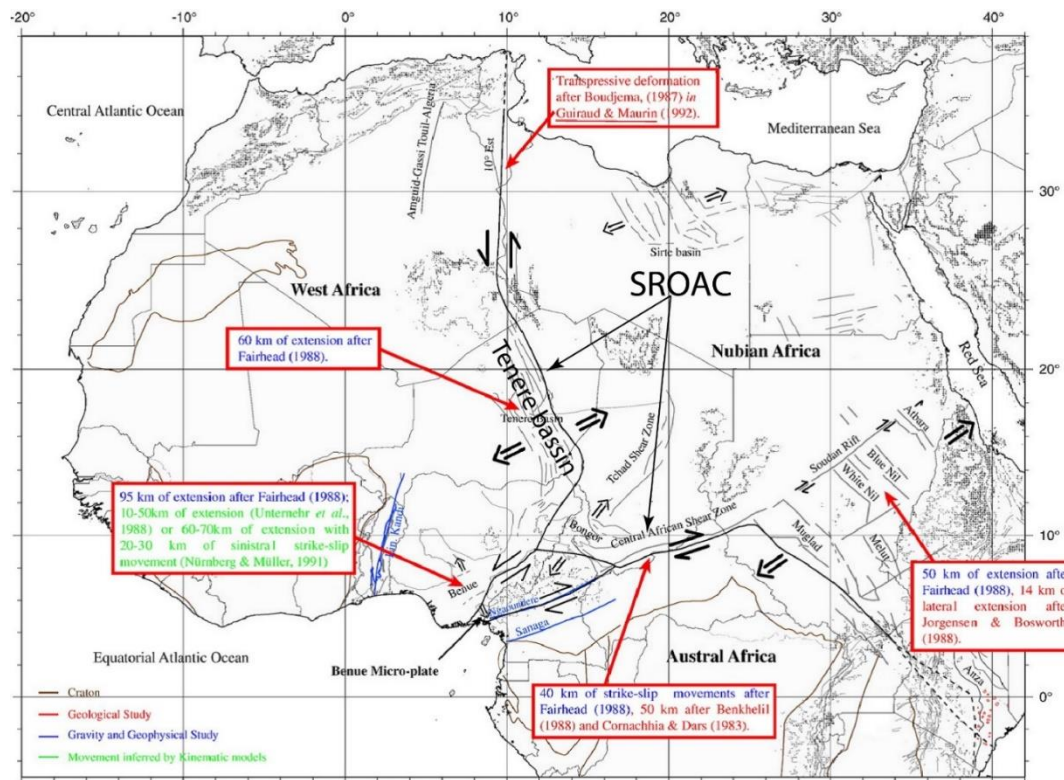 -20° -10° 0° 10° 20° 30° 40°
Central Atlantic Ocean
Transpressive deformation
after Boudjema, (1987) in
Guiraud & Maurin (1992).
Mediterranean Sea
Amguid-Gassi Touil-Algeria
10° Est
30°
Sirte basin
SROAC
West Africa
60 km of extension after
Fairhead (1988).
Nubian Africa
Red Sea
20°
Tenere bassin
Tenere Basin
Tchad Shear Zone
Atbara
Soudan Rift
Blue Nil
White Nil
95 km of extension after Fairhead (1988);
10-50km of extension (Unternehr et al.,
1988) or 60-70km of extension with
20-30 km of sinistral strike-slip
movement (Nürnberg & Müller, 1991)
Kandi
Bongor
Central African Shear Zone
10°
Muglad
Melut
Benue
Ngaoundere
Sanaga
50 km of extension after
Fairhead (1988), 14 km o
lateral extension after
Jorgensen & Bosworth
(1988).
Equatorial Atlantic Ocean
Benue Micro-plate
Austral Africa
Anza
40 km of strike-slip movements after
Fairhead (1988), 50 km after Benkhelil
(1988) and Cornachhia & Dars (1983).
0°
Craton
Geological Study
Gravity and Geophysical Study
Movement inferred by Kinematic models